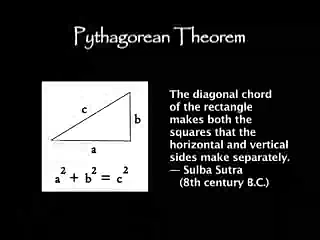 Pythagorean Theorem
c
b
a
a² + b² = c²
The diagonal chord
of the rectangle
makes both the
squares that the
horizontal and vertical
sides make separately.
— Sulba Sutra
(8th century B.C.)